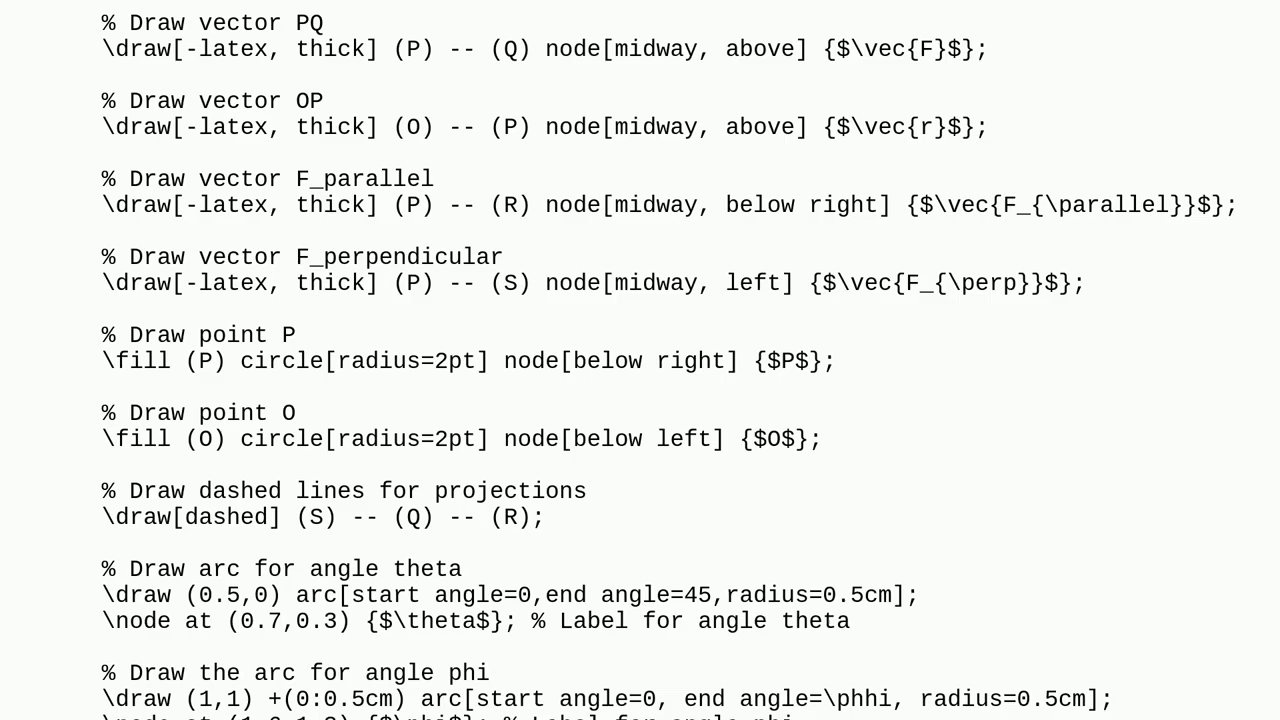 % Draw vector PQ
\draw[-latex, thick] (P) -- (Q) node[midway, above] {$\vec{F}$};
% Draw vector OP
\draw[-latex, thick] (O) -- (P) node[midway, above] {$\vec{r}$};
% Draw vector F_parallel
\draw[-latex, thick] (P) -- (R) node[midway, below right] {$\vec{F_{\parallel}}$};
% Draw vector F_perpendicular
\draw[-latex, thick] (P) -- (S) node[midway, left] {$\vec{F_{\perp}}$};
% Draw point P
\fill (P) circle[radius=2pt] node[below right] {$P$};
% Draw point O
\fill (O) circle[radius=2pt] node[below left] {$O$};
% Draw dashed lines for projections
\draw[dashed] (S) -- (Q) -- (R);
% Draw arc for angle theta
\draw (0.5,0) arc[start angle=0,end angle=45,radius=0.5cm];
\node at (0.7,0.3) {$\theta$}; % Label for angle theta
% Draw the arc for angle phi
\draw (1,1) +(0:0.5cm) arc[start angle=0, end angle=\phhi, radius=0.5cm];